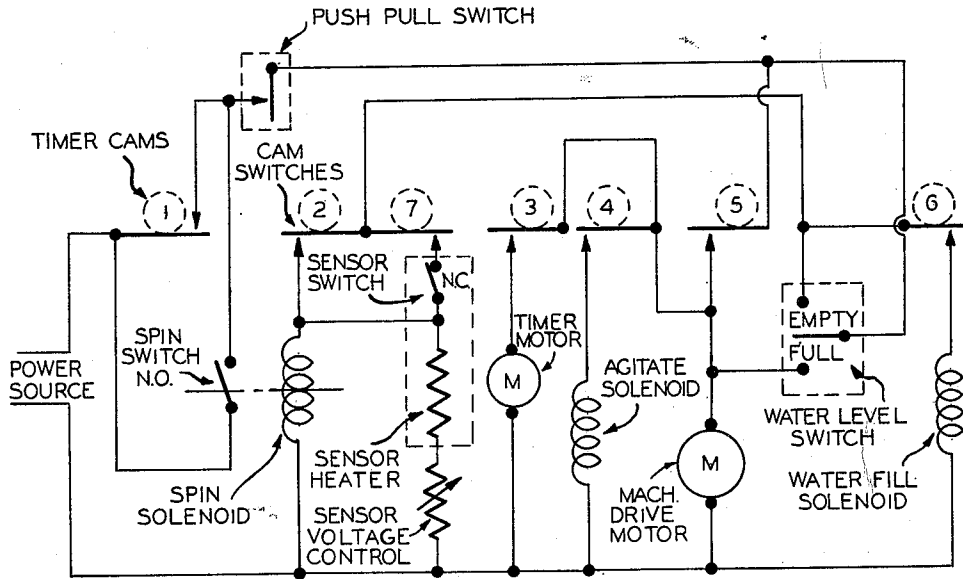 PUSH PULL SWITCH
TIMER CAMS
CAM
SWITCHES
1
2
7
3
4
5
6
SENSOR
SWITCH
N.C.
SPIN
SWITCH
N.O.
POWER
SOURCE
TIMER
MOTOR
M
AGITATE
SOLENOID
EMPTY
FULL
WATER LEVEL
SWITCH
SENSOR
HEATER
M
SPIN
SOLENOID
SENSOR
VOLTAGE
CONTROL
MACH.
DRIVE
MOTOR
WATER FILL
SOLENOID